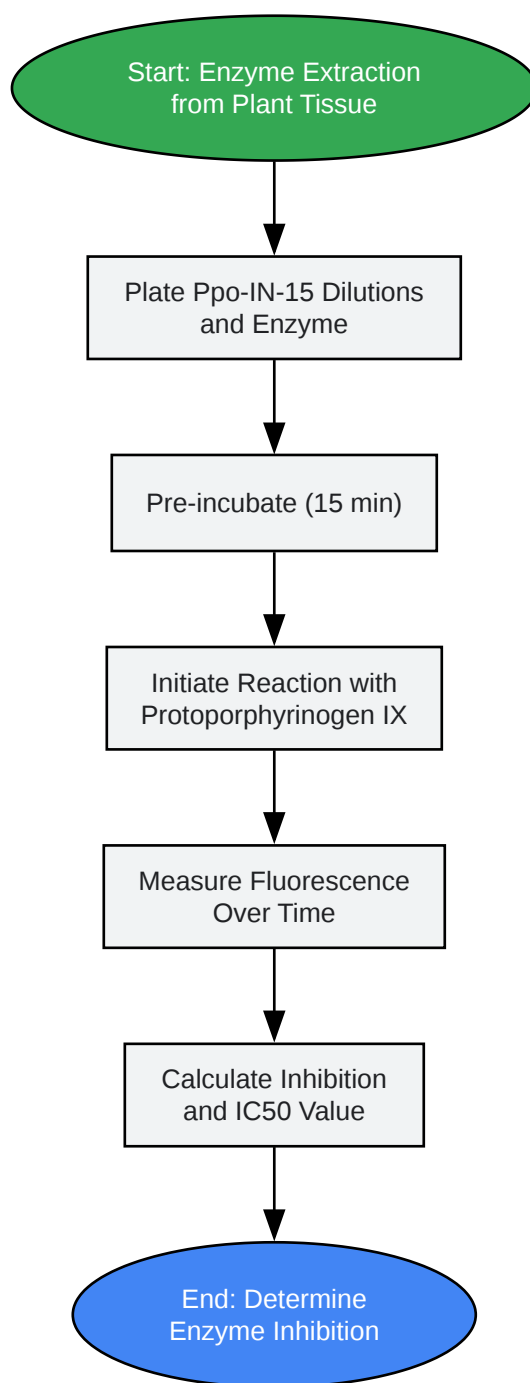 Start: Enzyme Extraction
from Plant Tissue
Plate Ppo-IN-15 Dilutions
and Enzyme
Pre-incubate (15 min)
Initiate Reaction with
Protoporphyrinogen IX
Measure Fluorescence
Over Time
Calculate Inhibition
and IC50 Value
End: Determine
Enzyme Inhibition